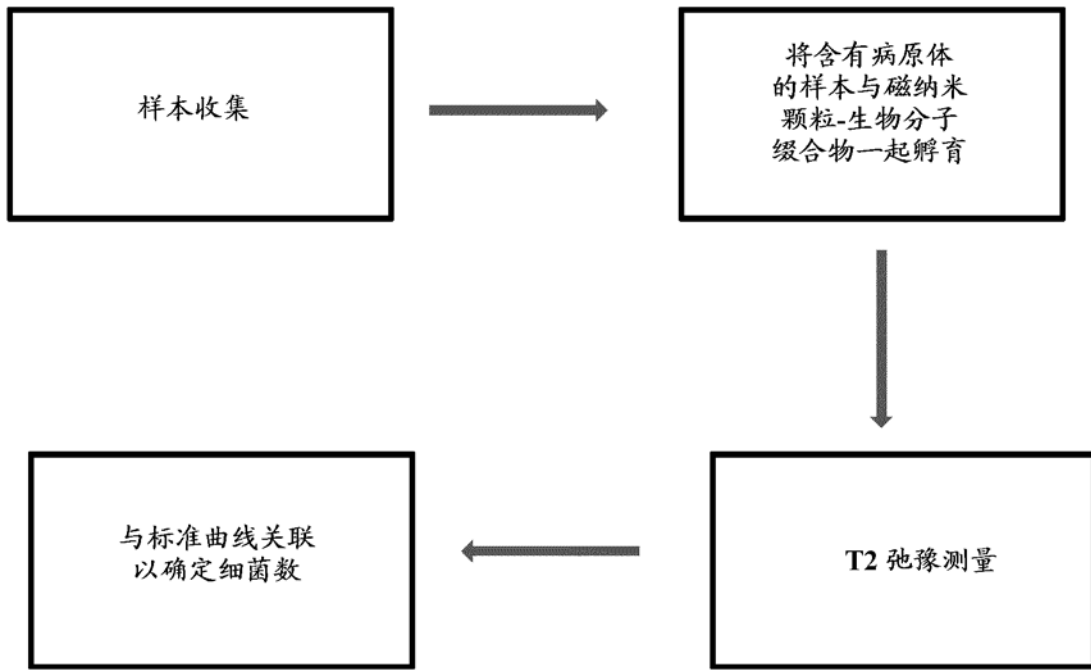 样本收集
将含有病原体
的样本与磁纳米
颗粒-生物分子
缀合物一起孵育
T2 弛豫测量
与标准曲线关联
以确定细菌数